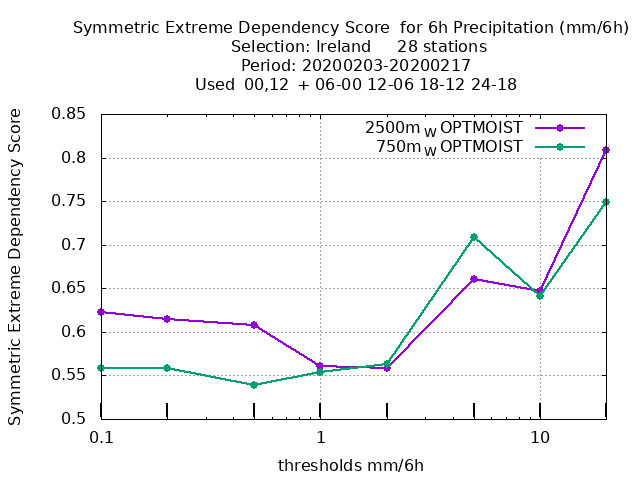 Symmetric Extreme Dependency Score  for 6h Precipitation (mm/6h)
Selection: Ireland     28 stations
Period: 20200203-20200217
Used  00,12  + 06-00 12-06 18-12 24-18
2500m W OPTMOIST
750m W OPTMOIST
Symmetric Extreme Dependency Score
0.85
0.8
0.75
0.7
0.65
0.6
0.55
0.5
0.1 1 10
thresholds mm/6h